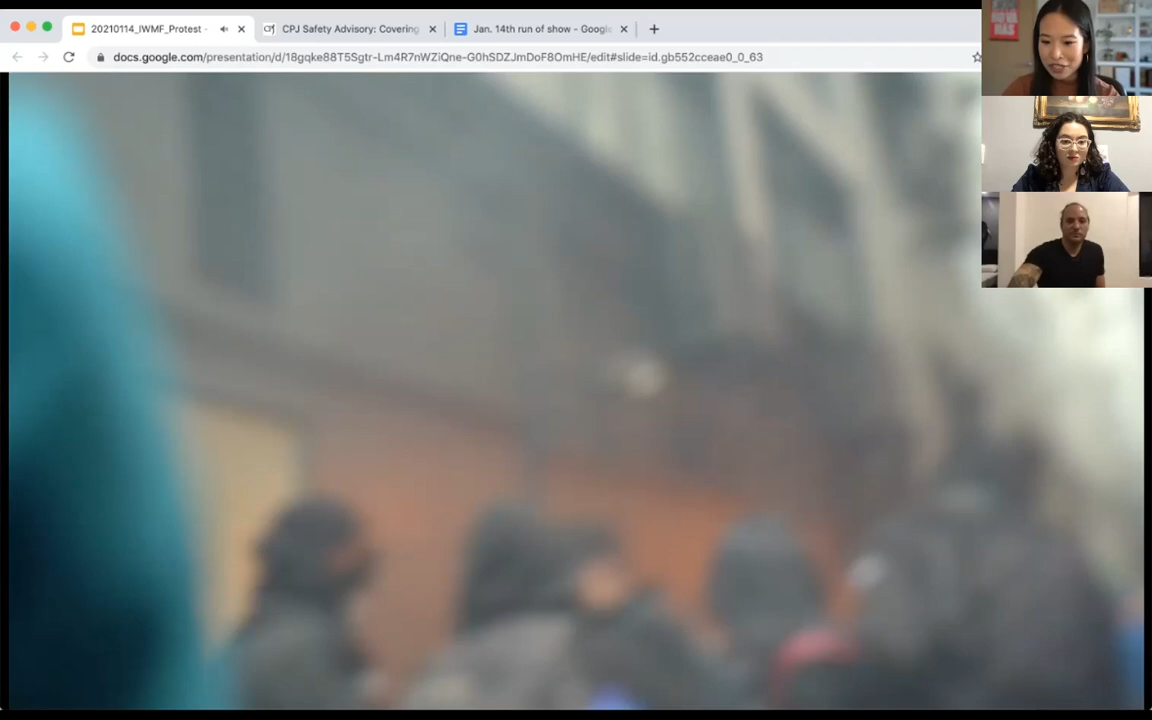 20210114_IWMF_Protest -
CPJ Safety Advisory: Covering
Jan. 14th run of show - Google
docs.google.com/presentation/d/18gqke88T5Sgtr-Lm4R7nWZiQne-G0hSDZJmDoF8OmHE/edit#slide=id.gb552cceae0_0_63